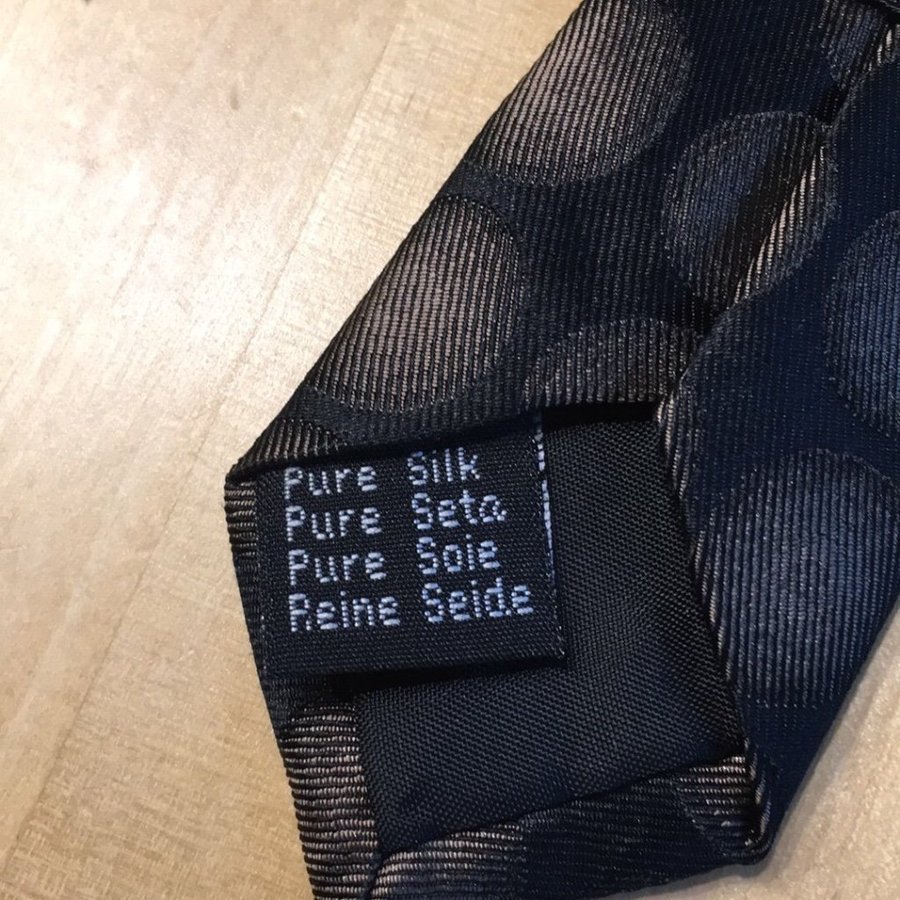 Pure Silk
Pure Seta
Pure Soie
Reine Seide